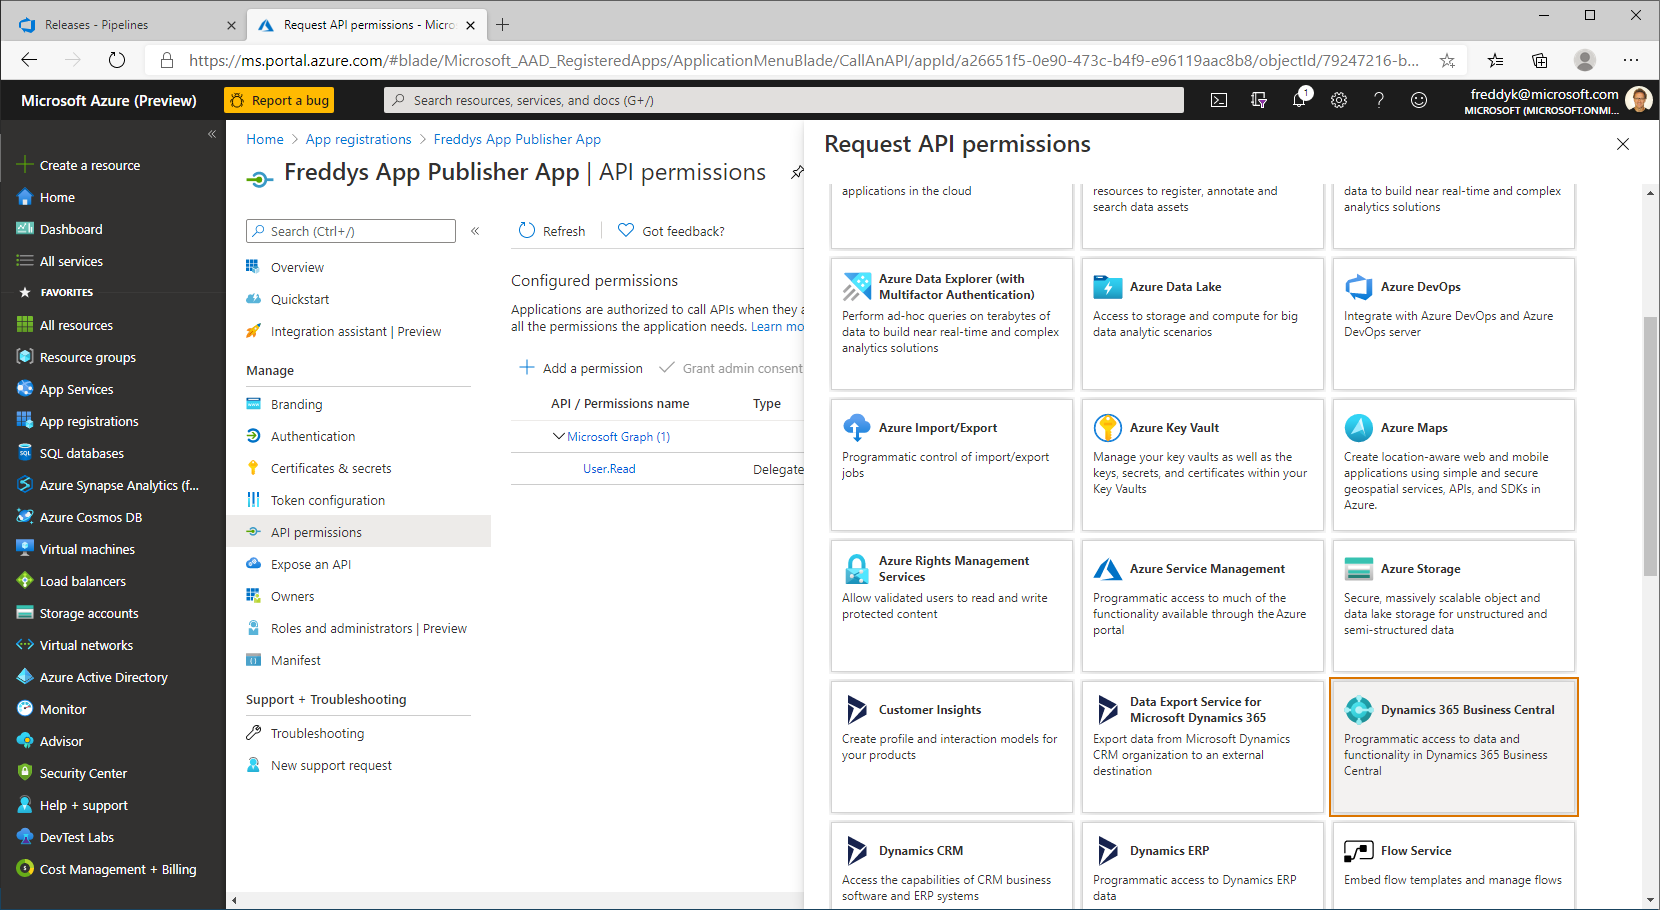 Releases - Pipelines
Request API permissions - Micro
https://ms.portal.azure.com/#blade/Microsoft_AAD_RegisteredApps/ApplicationMenuBlade/CallAnAPI/appId/a26651f5-0e90-473c-b4f9-e96119aac8b8/objectId/79247216-b...
Microsoft Azure (Preview)
Report a bug
Search resources, services, and docs (G+/)
1
freddyk@microsoft.com
MICROSOFT (MICROSOFT.ONMI...
Create a resource
Home
Dashboard
All services
FAVORITES
All resources
Resource groups
App Services
App registrations
SQL databases
Azure Synapse Analytics (f...
Azure Cosmos DB
Virtual machines
Load balancers
Storage accounts
Virtual networks
Azure Active Directory
Monitor
Advisor
Security Center
Help + support
DevTest Labs
Cost Management + Billing
Home > App registrations > Freddys App Publisher App
Freddys App Publisher App | API permissions
Search (Ctrl+/)
Overview
Quickstart
Integration assistant | Preview
Manage
Branding
Authentication
Certificates & secrets
Token configuration
API permissions
Expose an API
Owners
Roles and administrators | Preview
Manifest
Support + Troubleshooting
Troubleshooting
New support request
Refresh
Got feedback?
Configured permissions
Applications are authorized to call APIs when they a
all the permissions the application needs. Learn mo
Add a permission
Grant admin consent
API / Permissions name
Type
Microsoft Graph (1)
User.Read
Delegate
Request API permissions
applications in the cloud
resources to register, annotate and
search data assets
data to build near real-time and complex
analytics solutions
Azure Data Explorer (with
Multifactor Authentication)
Perform ad-hoc queries on terabytes of
data to build near real-time and complex
analytics solutions
Azure Data Lake
Access to storage and compute for big
data analytic scenarios
Azure DevOps
Integrate with Azure DevOps and Azure
DevOps server
Azure Import/Export
Programmatic control of import/export
jobs
Azure Key Vault
Manage your key vaults as well as the
keys, secrets, and certificates within your
Key Vaults
Azure Maps
Create location-aware web and mobile
applications using simple and secure
geospatial services, APIs, and SDKs in
Azure.
Azure Rights Management
Services
Allow validated users to read and write
protected content
Azure Service Management
Programmatic access to much of the
functionality available through the Azure
portal
Azure Storage
Secure, massively scalable object and
data lake storage for unstructured and
semi-structured data
Customer Insights
Create profile and interaction models for
your products
Data Export Service for
Microsoft Dynamics 365
Export data from Microsoft Dynamics
CRM organization to an external
destination
Dynamics 365 Business Central
Programmatic access to data and
functionality in Dynamics 365 Business
Central
Dynamics CRM
Access the capabilities of CRM business
software and ERP systems
Dynamics ERP
Programmatic access to Dynamics ERP
data
Flow Service
Embed flow templates and manage flows